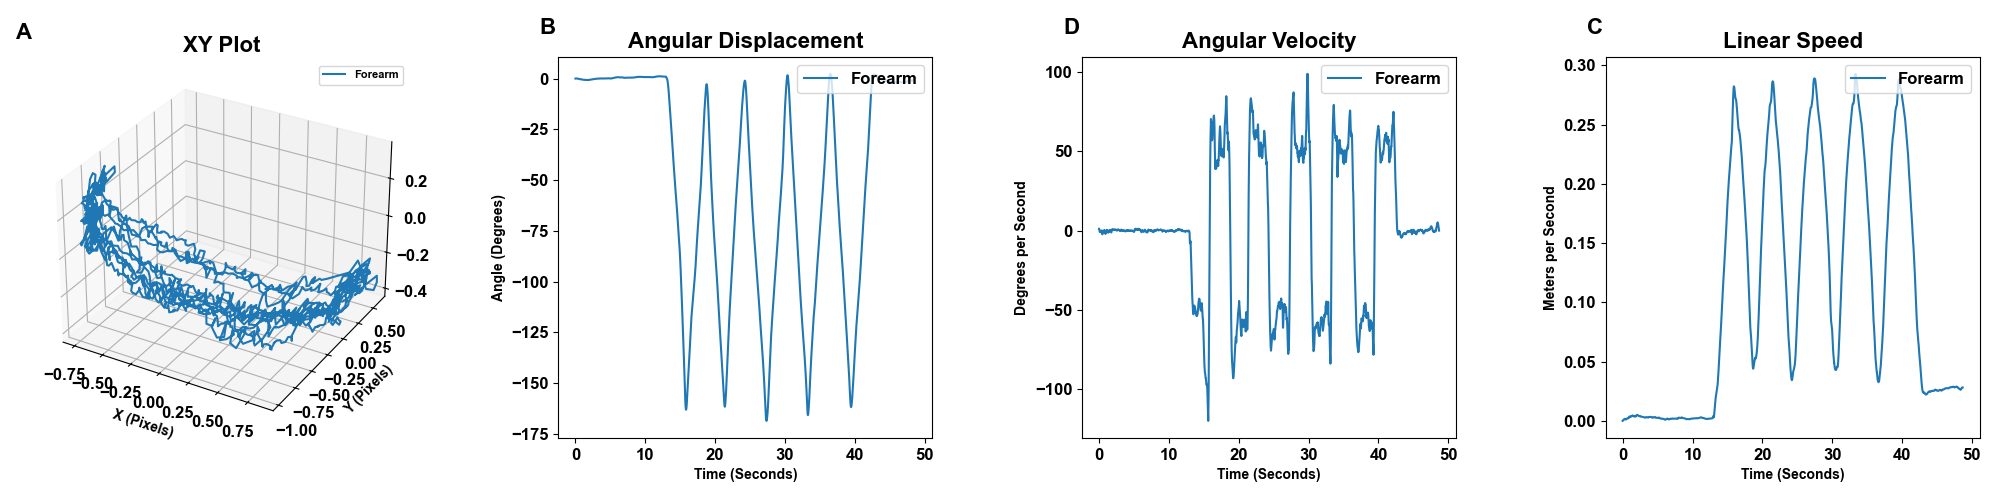 A
XY Plot
Forearm
0.2
0.0
−0.2
−0.4
0.50
0.25
0.00
−0.25
−0.50
−0.75
−1.00
Y (Pixels)
−0.75
−0.50
−0.25
0.00
0.25
0.50
0.75
X (Pixels)
B
Angular Displacement
Forearm
0
−25
−50
−75
−100
−125
−150
−175
Angle (Degrees)
0 10 20 30 40 50
Time (Seconds)
D
Angular Velocity
Forearm
100
50
0
−50
−100
Degrees per Second
0 10 20 30 40 50
Time (Seconds)
C
Linear Speed
Forearm
0.30
0.25
0.20
0.15
0.10
0.05
0.00
Meters per Second
0 10 20 30 40 50
Time (Seconds)